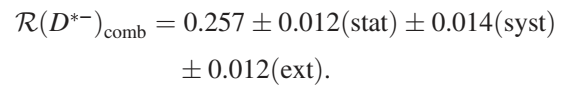 ℛ(D*⁻)comb = 0.257 ± 0.012(stat) ± 0.014(syst)
± 0.012(ext).